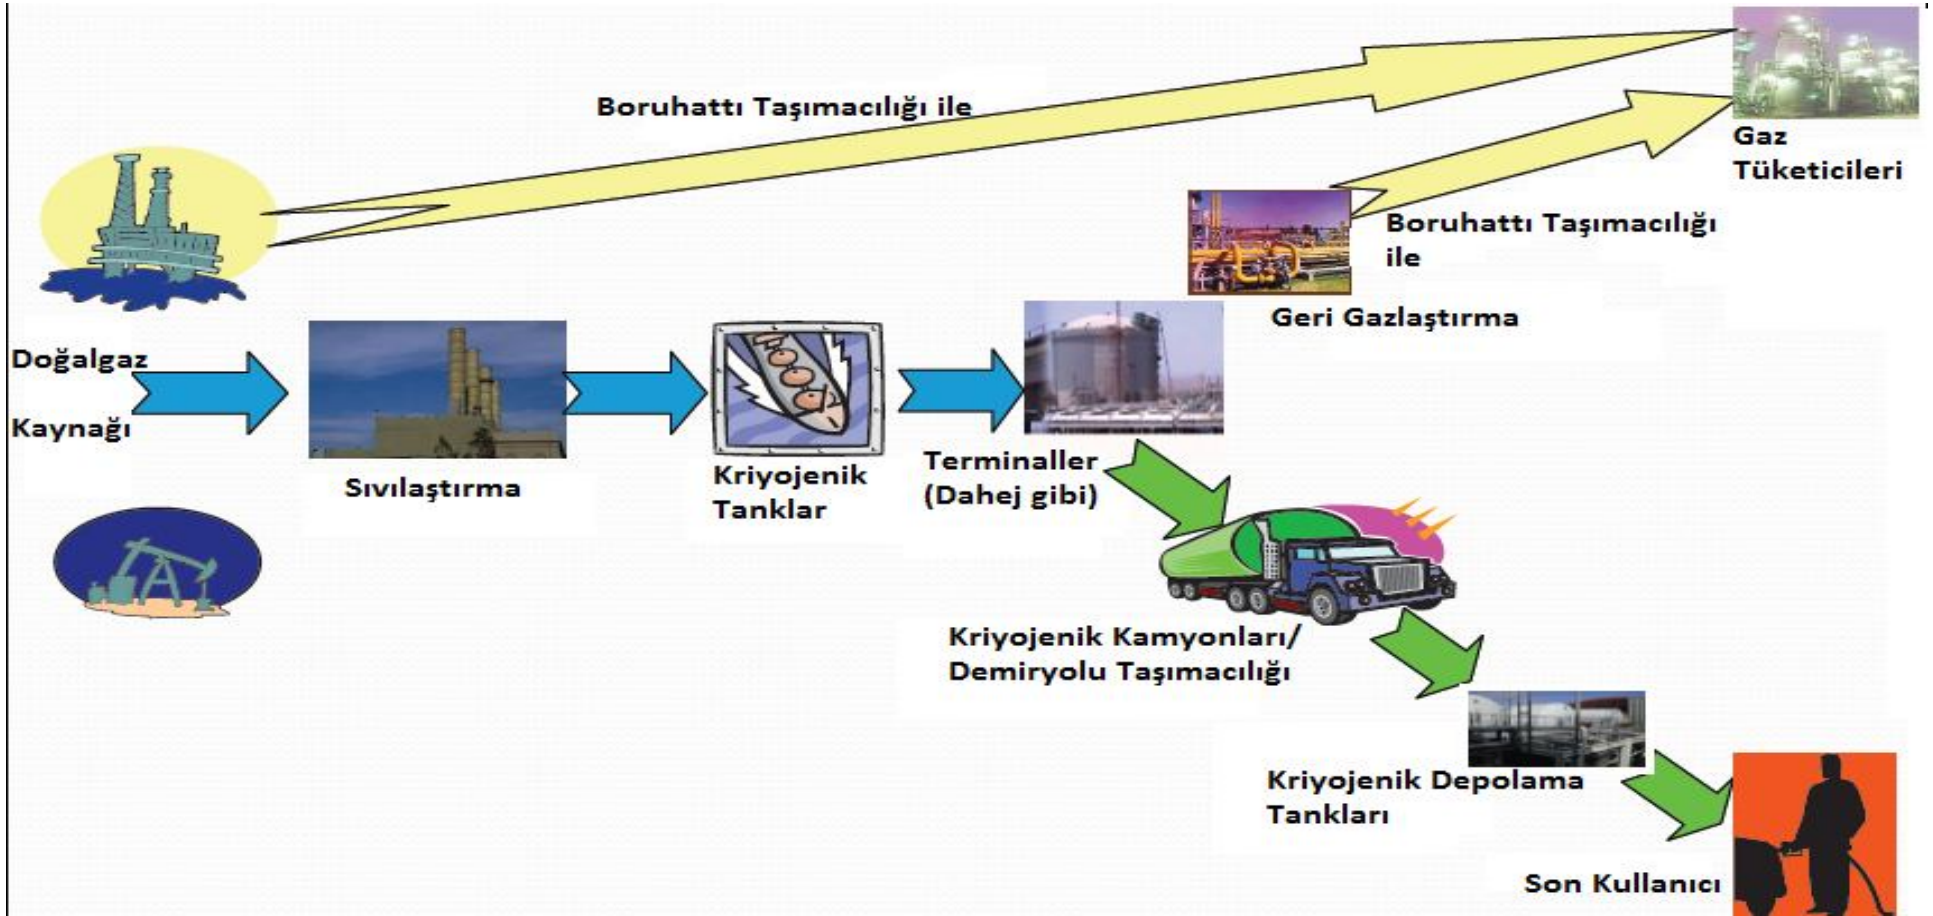 Boruhattı Taşımacılığı ile
Gaz
Tüketicileri
Boruhattı Taşımacılığı
ile
Geri Gazlaştırma
Doğalgaz
Kaynağı
Sıvılaştırma
Kriyojenik
Tanklar
Terminaller
(Dahej gibi)
Kriyojenik Kamyonları/
Demiryolu Taşımacılığı
Kriyojenik Depolama
Tankları
Son Kullanıcı